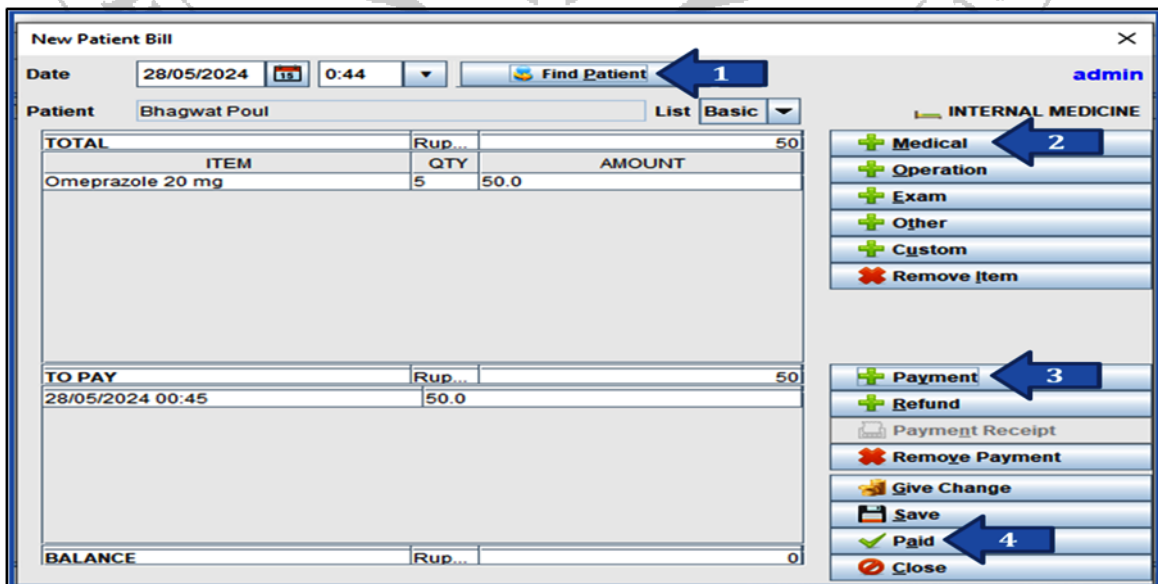 New Patient Bill
Date 28/05/2024 15 0:44 Find Patient 1 admin
Patient Bhagwat Poul List Basic INTERNAL MEDICINE
TOTAL Rup... 50
ITEM QTY AMOUNT
Omeprazole 20 mg 5 50.0
Medical 2
Operation
Exam
Other
Custom
Remove Item
TO PAY Rup... 50
28/05/2024 00:45 50.0
Payment 3
Refund
Payment Receipt
Remove Payment
Give Change
Save
Paid 4
BALANCE Rup... 0
Close